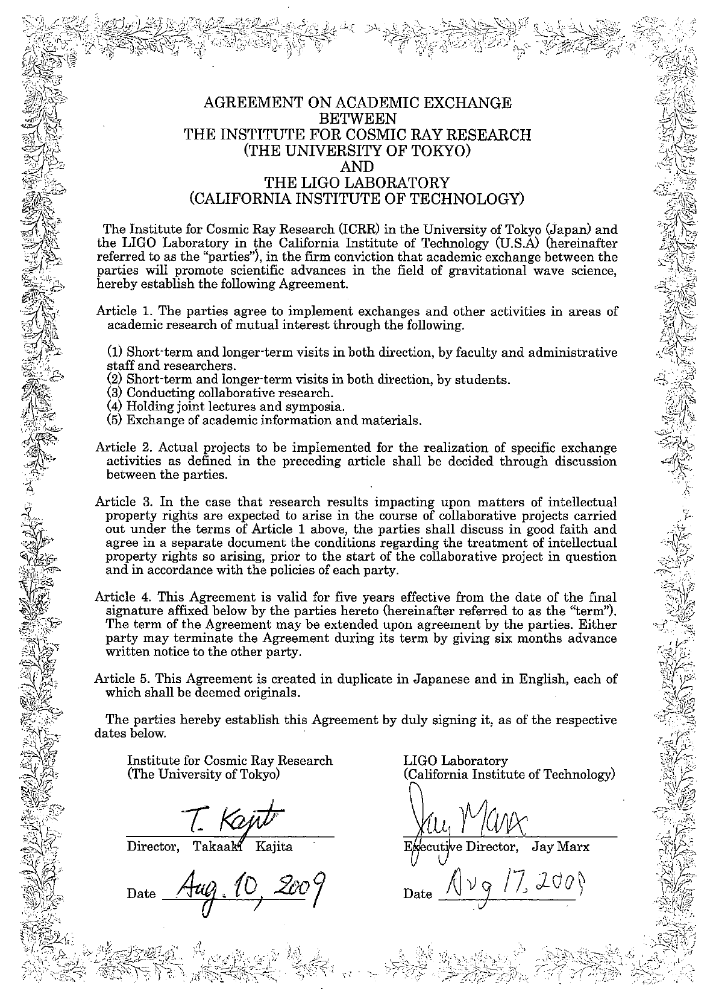 AGREEMENT ON ACADEMIC EXCHANGE
BETWEEN
THE INSTITUTE FOR COSMIC RAY RESEARCH
(THE UNIVERSITY OF TOKYO)
AND
THE LIGO LABORATORY
(CALIFORNIA INSTITUTE OF TECHNOLOGY)
The Institute for Cosmic Ray Research (ICRR) in the University of Tokyo (Japan) and
the LIGO Laboratory in the California Institute of Technology (U.S.A) (hereinafter
referred to as the “parties”), in the firm conviction that academic exchange between the
parties will promote scientific advances in the field of gravitational wave science,
hereby establish the following Agreement.
Article 1. The parties agree to implement exchanges and other activities in areas of
academic research of mutual interest through the following.
(1) Short-term and longer-term visits in both direction, by faculty and administrative
staff and researchers.
(2) Short-term and longer-term visits in both direction, by students.
(3) Conducting collaborative research.
(4) Holding joint lectures and symposia.
(5) Exchange of academic information and materials.
Article 2. Actual projects to be implemented for the realization of specific exchange
activities as defined in the preceding article shall be decided through discussion
between the parties.
Article 3. In the case that research results impacting upon matters of intellectual
property rights are expected to arise in the course of collaborative projects carried
out under the terms of Article 1 above, the parties shall discuss in good faith and
agree in a separate document the conditions regarding the treatment of intellectual
property rights so arising, prior to the start of the collaborative project in question
and in accordance with the policies of each party.
Article 4. This Agreement is valid for five years effective from the date of the final
signature affixed below by the parties hereto (hereinafter referred to as the “term”).
The term of the Agreement may be extended upon agreement by the parties. Either
party may terminate the Agreement during its term by giving six months advance
written notice to the other party.
Article 5. This Agreement is created in duplicate in Japanese and in English, each of
which shall be deemed originals.
The parties hereby establish this Agreement by duly signing it, as of the respective
dates below.
Institute for Cosmic Ray Research
(The University of Tokyo)
T. Kajita
Director, Takaaki Kajita
Date Aug. 10, 2009
LIGO Laboratory
(California Institute of Technology)
Jay Marx
Executive Director, Jay Marx
Date Aug 17, 2009